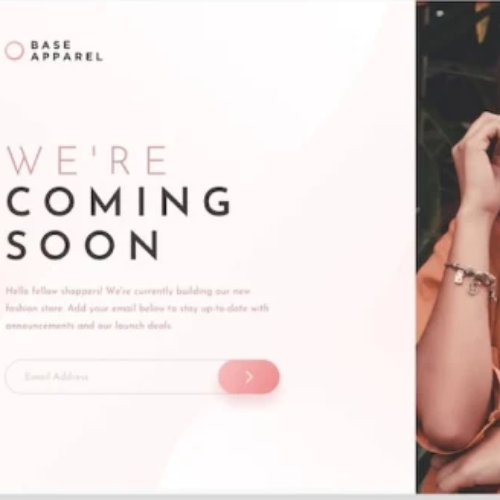 BASE
APPAREL
WE'RE
COMING
SOON
Hello fellow shoppers! We're currently building our new
fashion store. Add your email below to stay up-to-date with
announcements and our launch deals.
Email Address